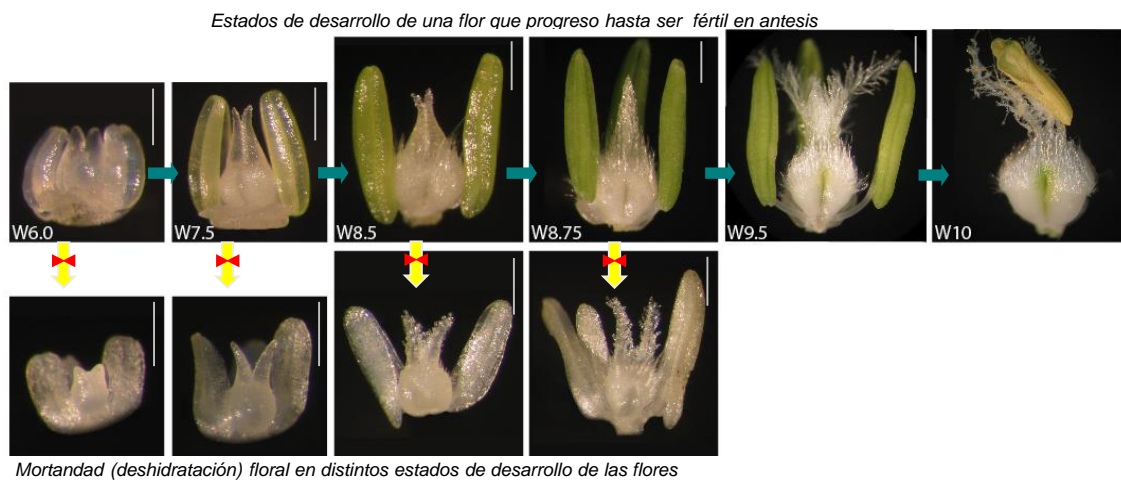 Estados de desarrollo de una flor que progreso hasta ser fértil en antesis
W6.0
W7.5
W8.5
W8.75
W9.5
W10
Mortandad (deshidratación) floral en distintos estados de desarrollo de las flores